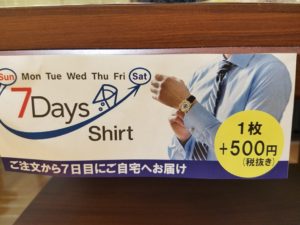 Sun Mon Tue Wed Thu Fri Sat
7Days
Shirt
1枚
+500円
(税抜き)
ご注文から7日目にご自宅へお届け